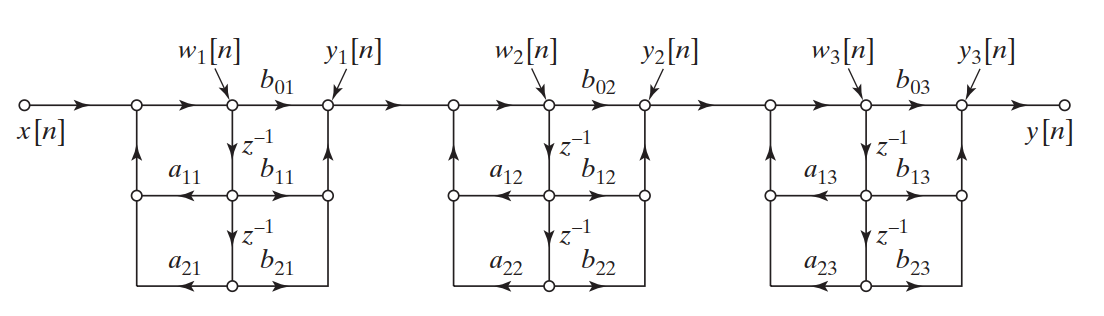 w₁[n] y₁[n] w₂[n] y₂[n] w₃[n] y₃[n]
b₀₁ b₀₂ b₀₃
x[n] y[n]
z⁻¹ z⁻¹ z⁻¹
a₁₁ b₁₁ a₁₂ b₁₂ a₁₃ b₁₃
z⁻¹ z⁻¹ z⁻¹
a₂₁ b₂₁ a₂₂ b₂₂ a₂₃ b₂₃